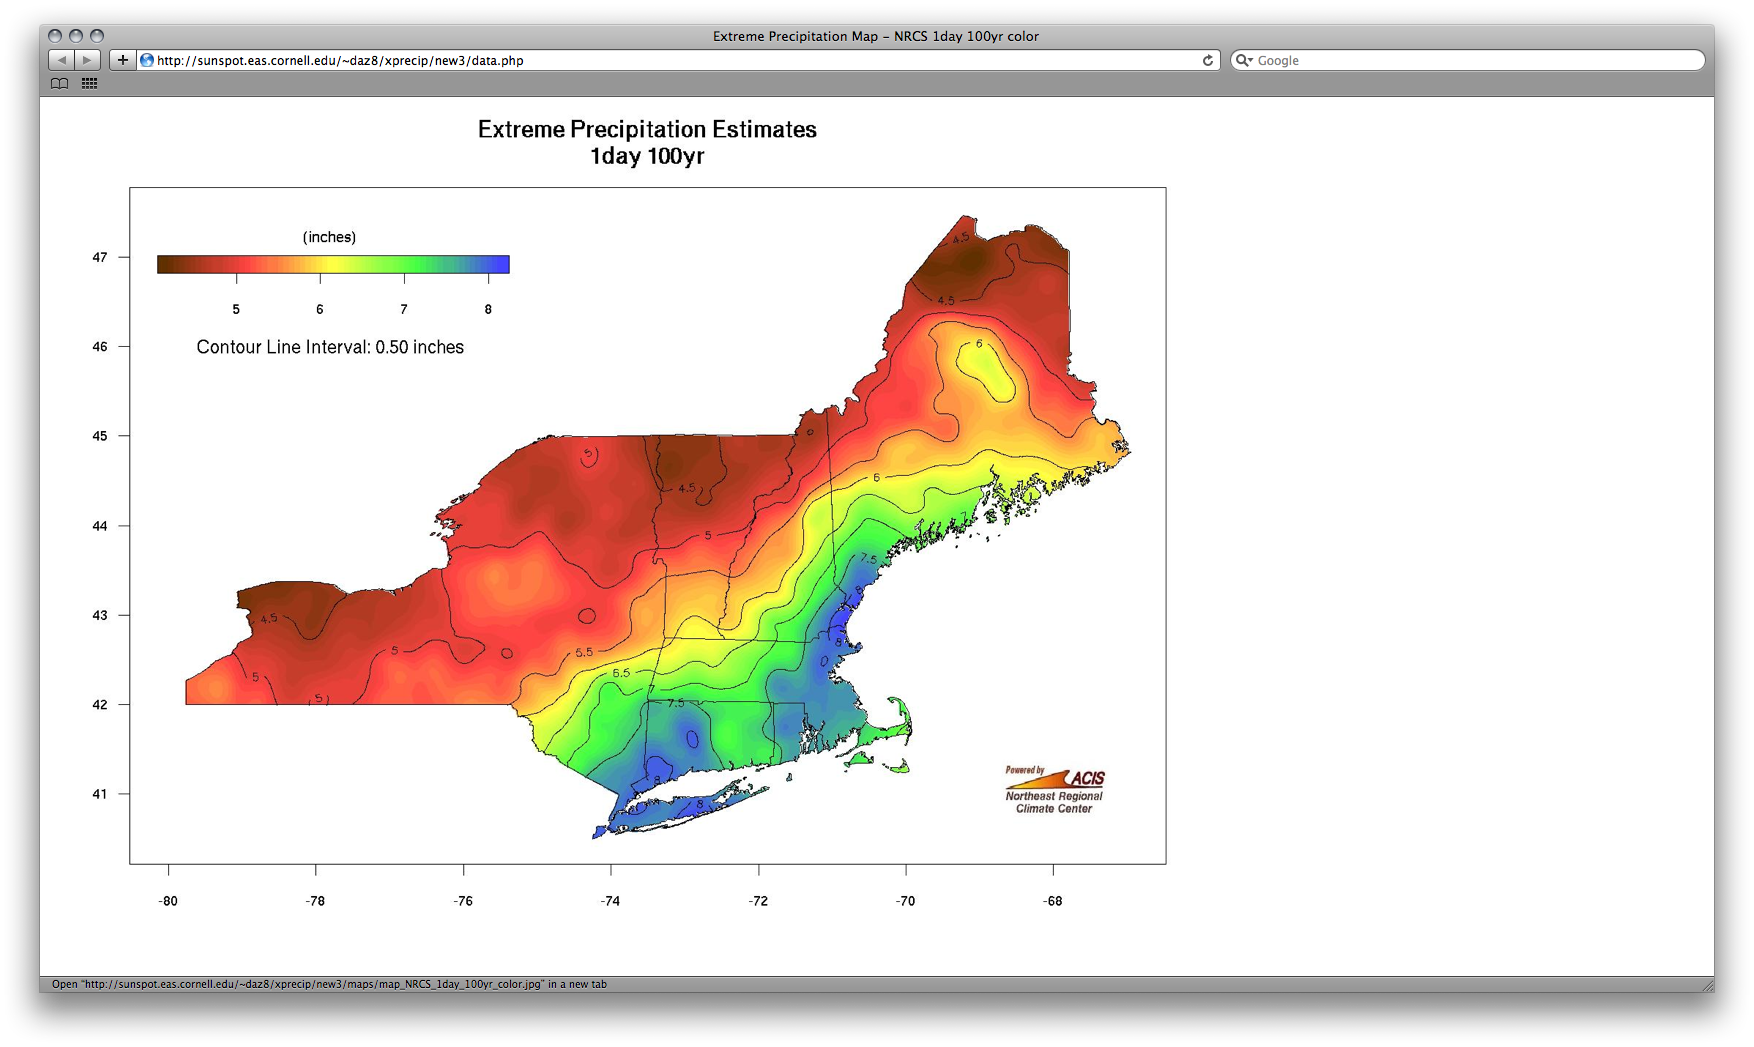 Extreme Precipitation Map – NRCS 1day 100yr color
http://sunspot.eas.cornell.edu/~daz8/xprecip/new3/data.php
Google
Extreme Precipitation Estimates
1day 100yr
(inches)
5 6 7 8
Contour Line Interval: 0.50 inches
47
46
45
44
43
42
41
4.5
4.5
6
5
4.5
6
5
7
7.5
8
4.5
8
5
5.5
5
6.5
7
5
7.5
8
8
Powered by
ACIS
Northeast Regional
Climate Center
-80 -78 -76 -74 -72 -70 -68
Open "http://sunspot.eas.cornell.edu/~daz8/xprecip/new3/maps/map_NRCS_1day_100yr_color.jpg" in a new tab